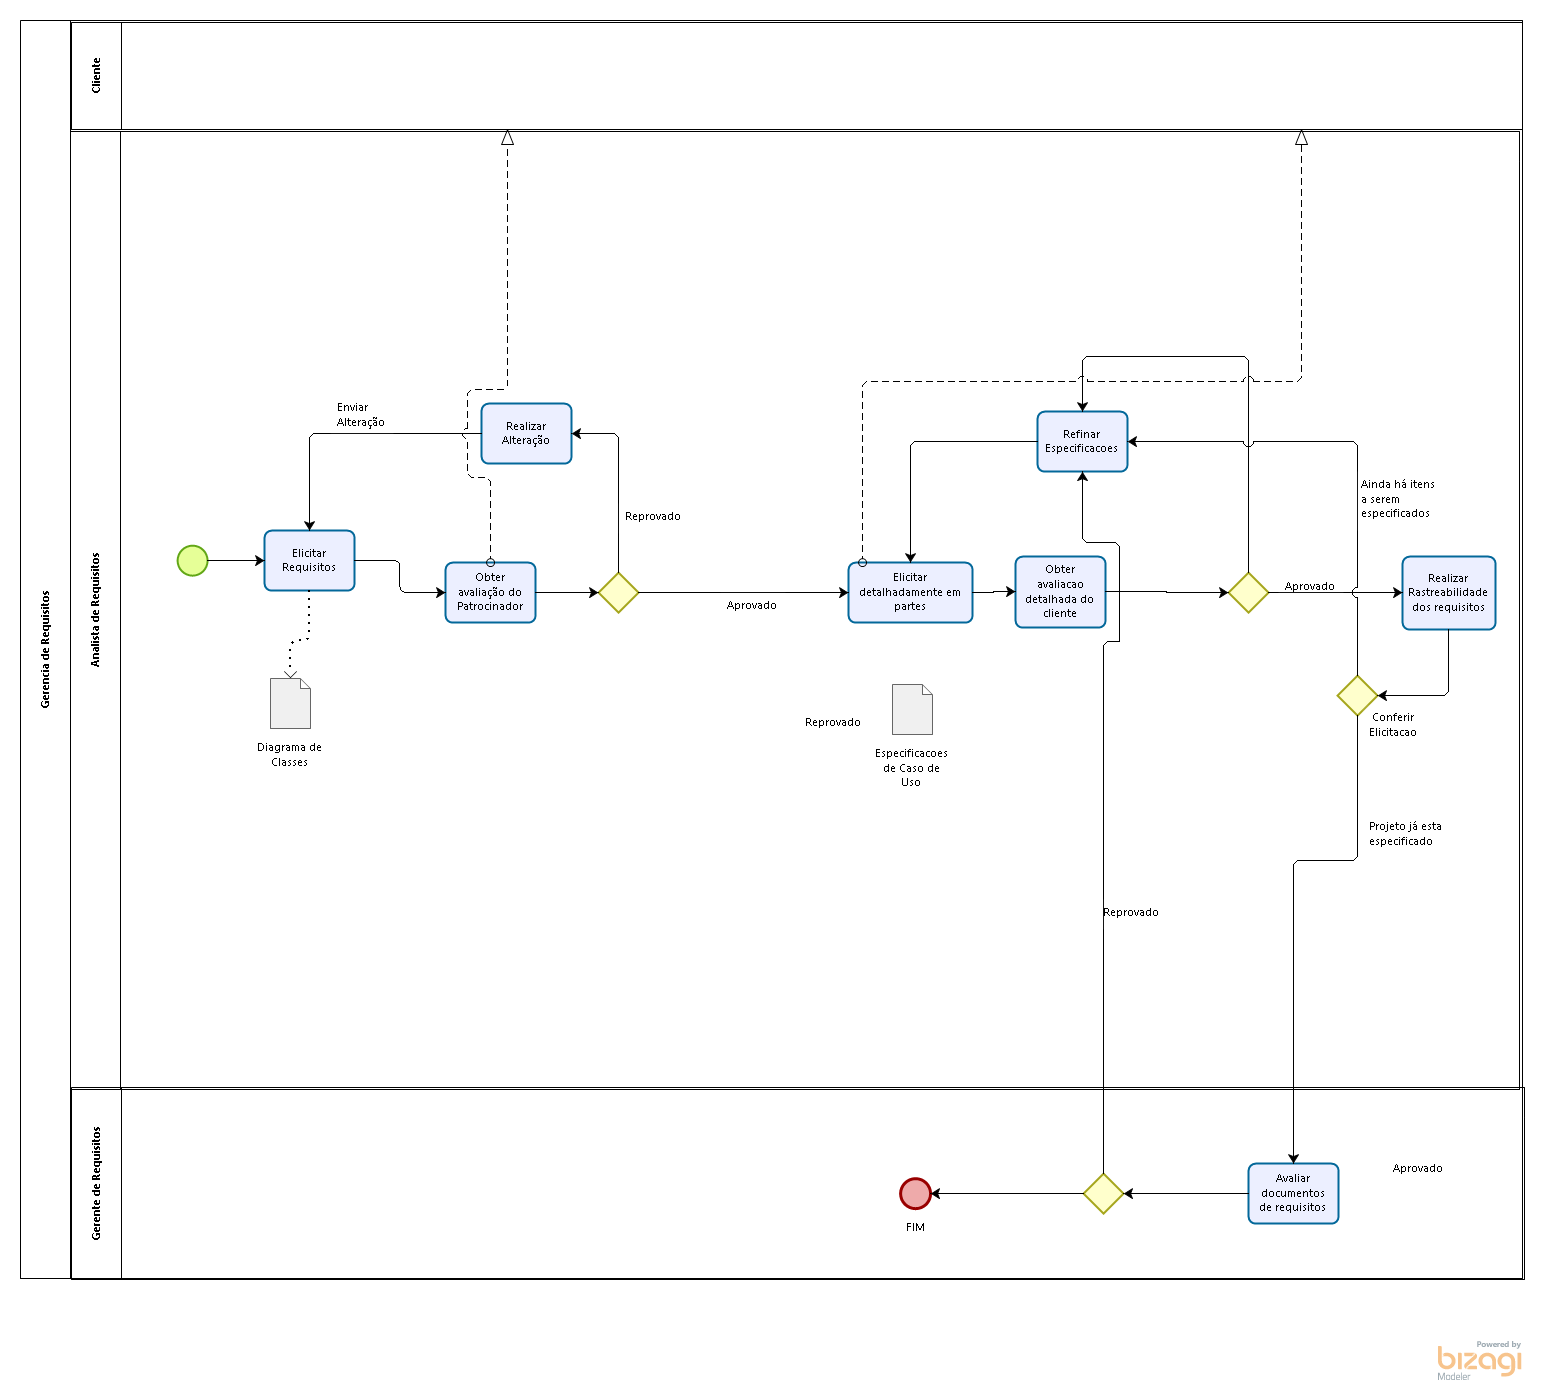 Gerencia de Requisitos
Cliente
Analista de Requisitos
Enviar
Alteração
Realizar
Alteração
Reprovado
Elicitar
Requisitos
Obter
avaliação do
Patrocinador
Aprovado
Diagrama de
Classes
Refinar
Especificacoes
Ainda há itens
a serem
especificados
Elicitar
detalhadamente em
partes
Obter
avaliacao
detalhada do
cliente
Aprovado
Realizar
Rastreabilidade
dos requisitos
Reprovado
Especificacoes
de Caso de
Uso
Conferir
Elicitacao
Projeto já esta
especificado
Reprovado
Gerente de Requisitos
FIM
Avaliar
documentos
de requisitos
Aprovado
Powered by
bizagi
Modeler